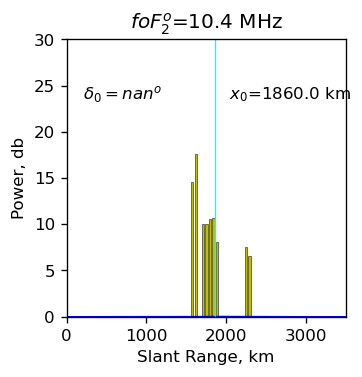 foF₂ᵒ=10.4 MHz
30
δ₀ = nanᵒ
x₀=1860.0 km
25
20
15
10
5
0
Power, db
0 1000 2000 3000
Slant Range, km